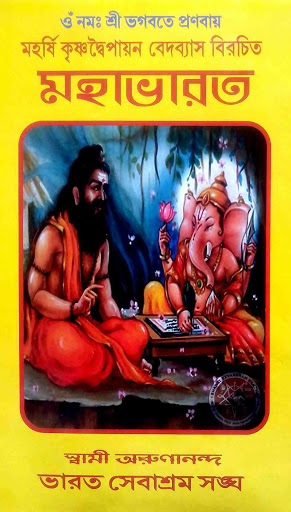 ওঁ নমঃ শ্রী ভগবতে প্রণবায়
মহর্ষি কৃষ্ণদ্বৈপায়ন বেদব্যাস বিরচিত
মহাভারত
স্বামী অরুণানন্দ
ভারত সেবাশ্রম সঙ্ঘ